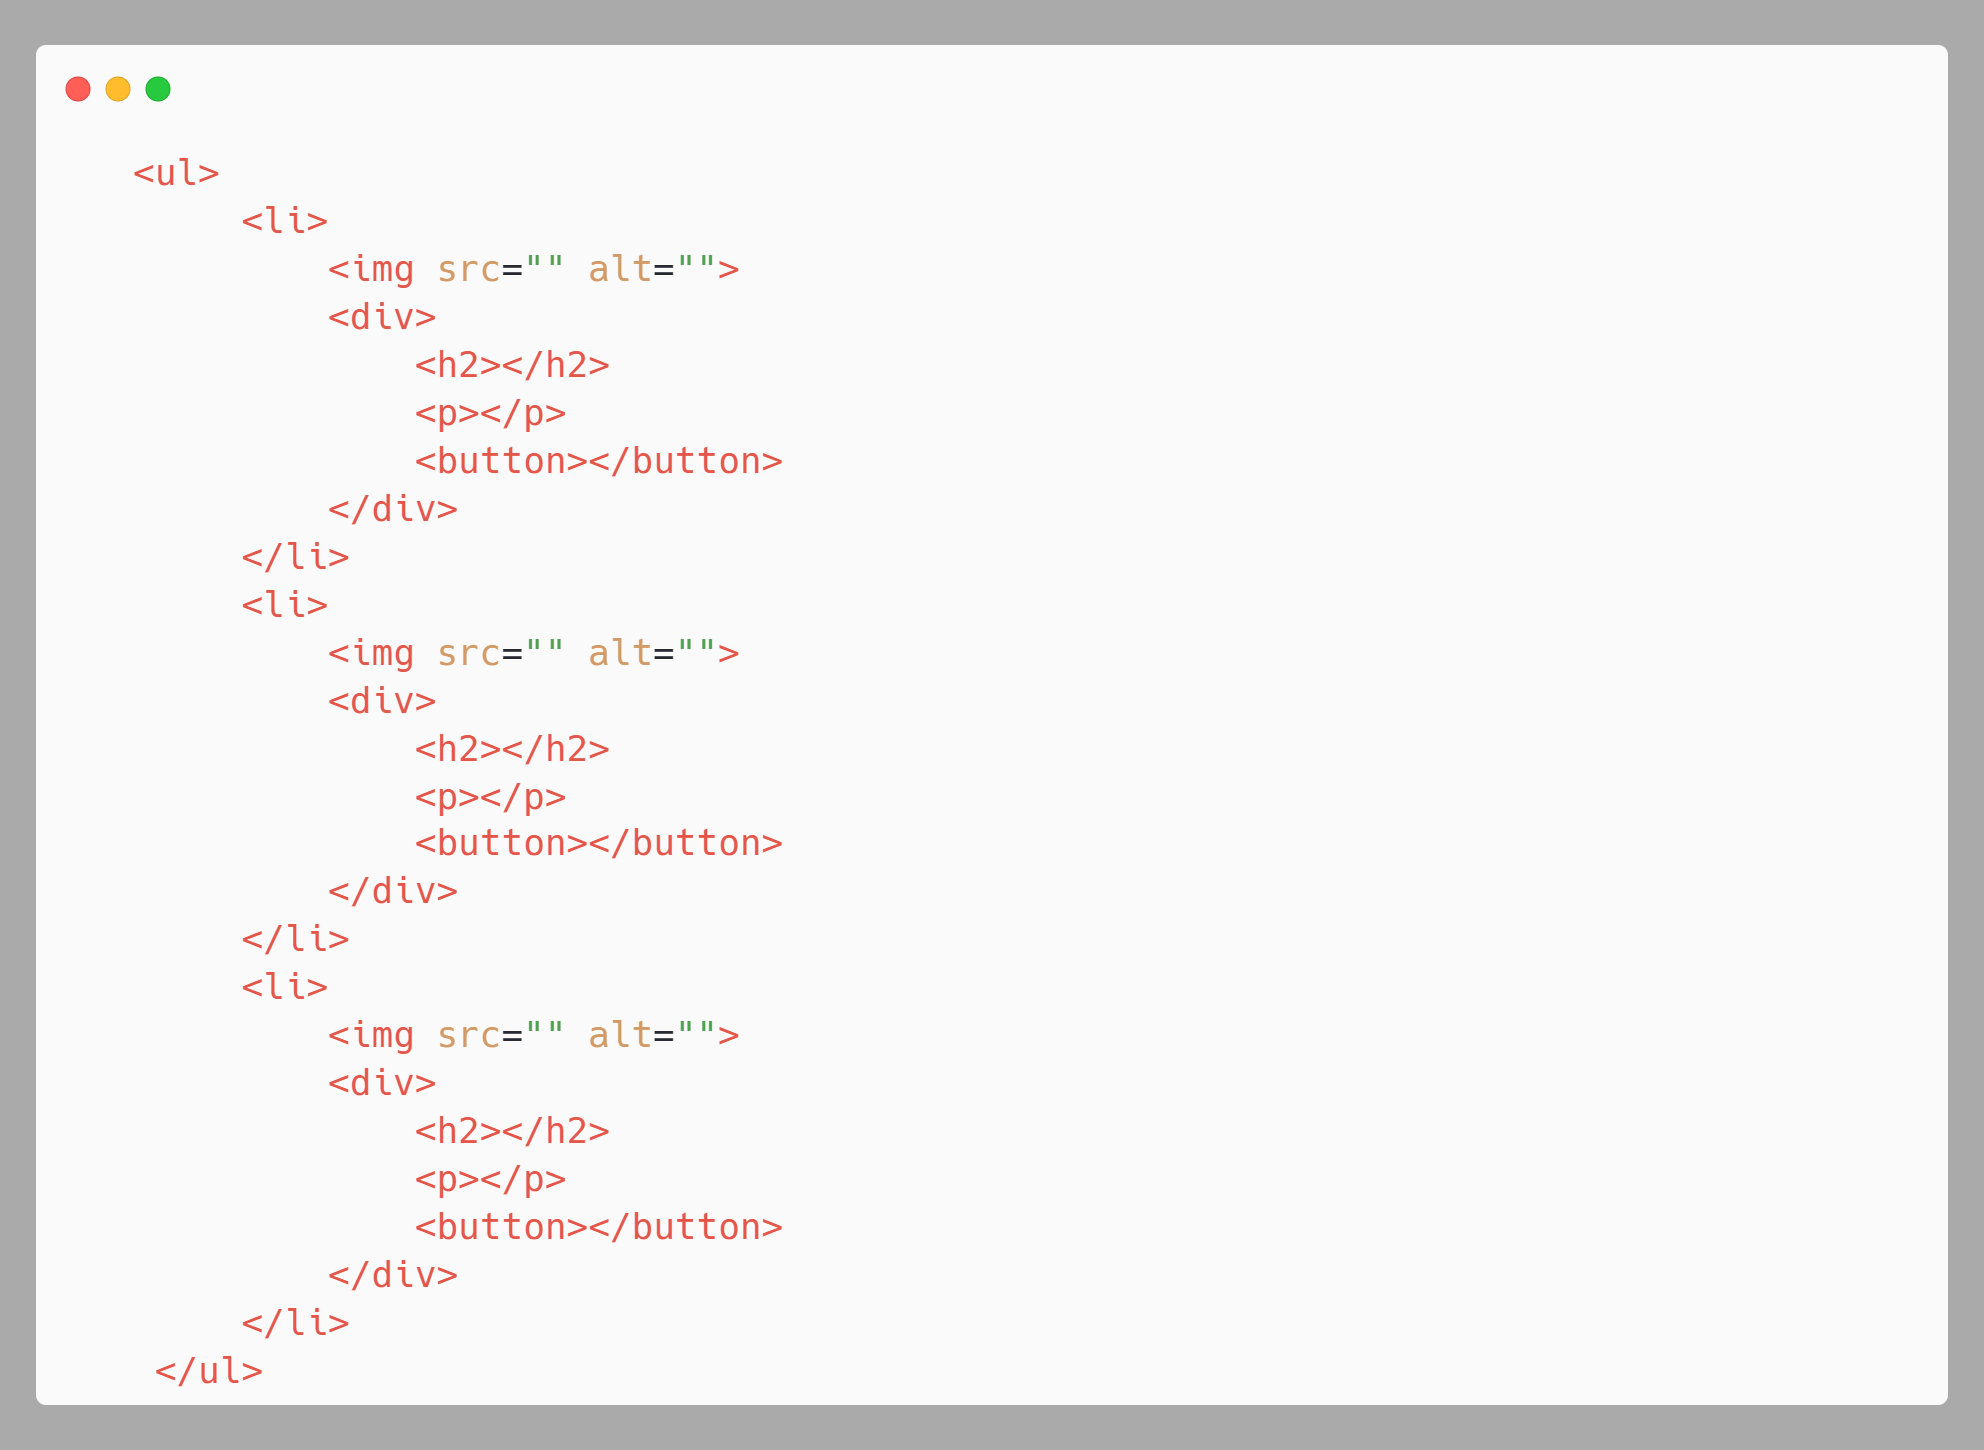 <ul>
<li>
<img src="" alt="">
<div>
<h2></h2>
<p></p>
<button></button>
</div>
</li>
<li>
<img src="" alt="">
<div>
<h2></h2>
<p></p>
<button></button>
</div>
</li>
<li>
<img src="" alt="">
<div>
<h2></h2>
<p></p>
<button></button>
</div>
</li>
</ul>